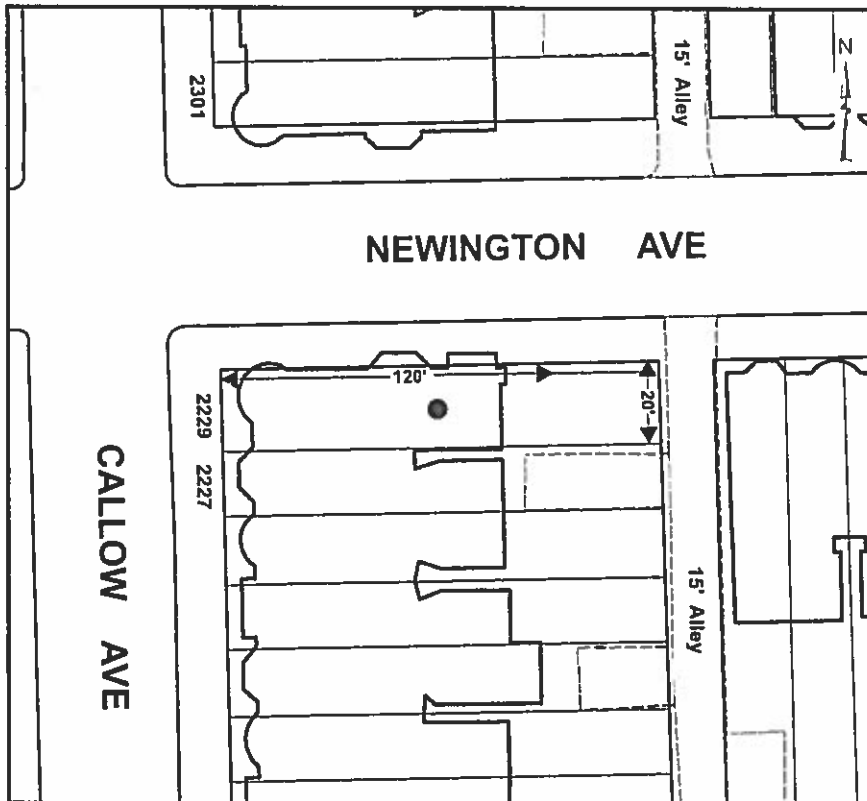 2301
15' Alley
N
NEWINGTON AVE
120'
20'
2229
2227
CALLOW AVE
15' Alley